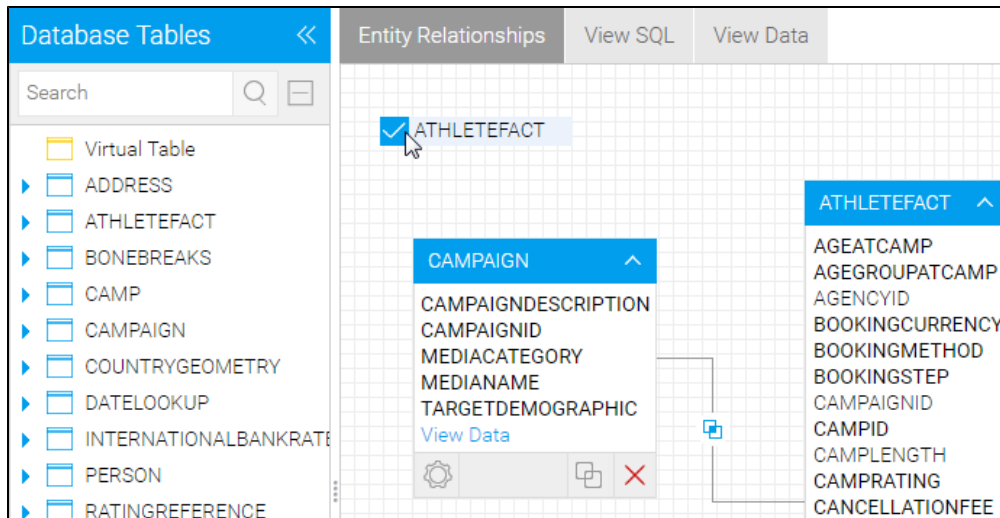 Database Tables
Search
Virtual Table
ADDRESS
ATHLETEFACT
BONEBREAKS
CAMP
CAMPAIGN
COUNTRYGEOMETRY
DATELOOKUP
INTERNATIONALBANKRATE
PERSON
RATINGREFERENCE
Entity Relationships
View SQL
View Data
ATHLETEFACT
CAMPAIGN
CAMPAIGNDESCRIPTION
CAMPAIGNID
MEDIACATEGORY
MEDIANAME
TARGETDEMOGRAPHIC
View Data
ATHLETEFACT
AGEATCAMP
AGEGROUPATCAMP
AGENCYID
BOOKINGCURRENCY
BOOKINGMETHOD
BOOKINGSTEP
CAMPAIGNID
CAMPID
CAMPLENGTH
CAMPRATING
CANCELLATIONFEE